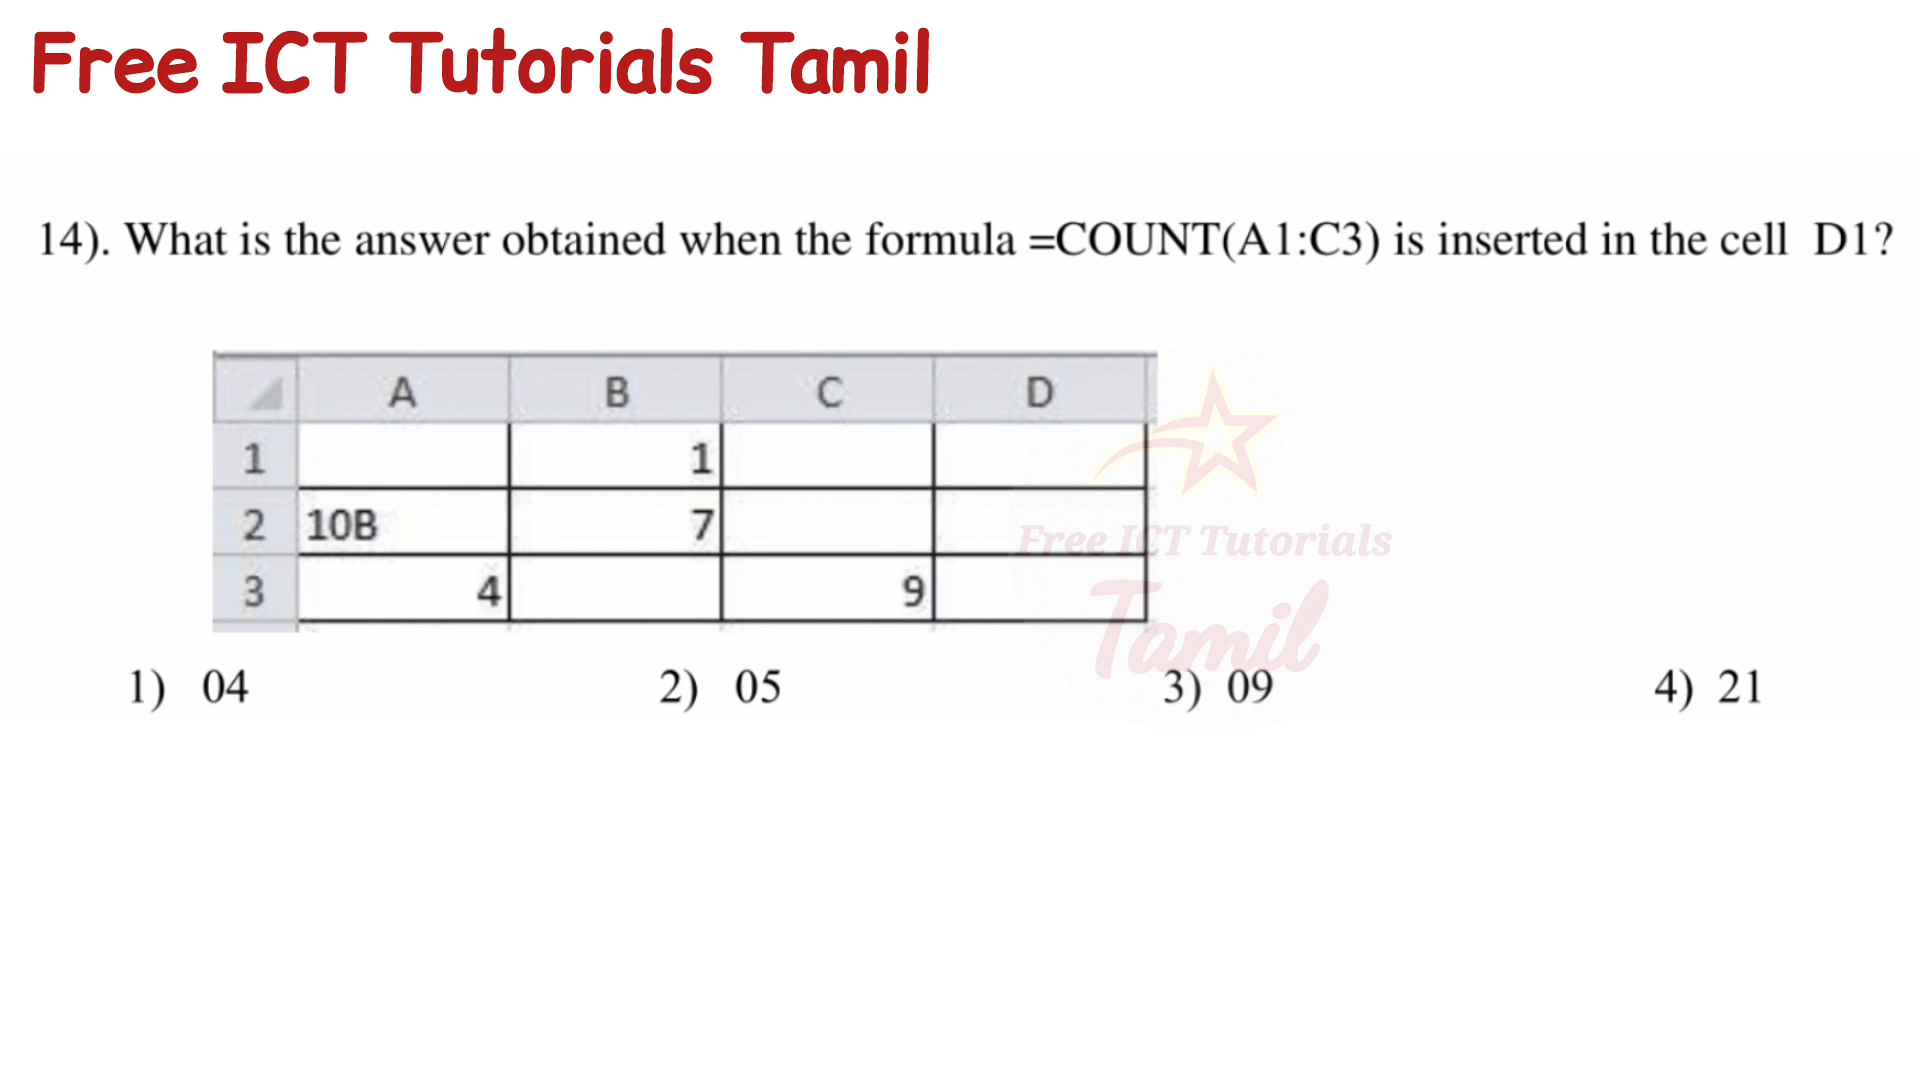 Free ICT Tutorials Tamil
14). What is the answer obtained when the formula =COUNT(A1:C3) is inserted in the cell D1?
A B C D
1 1
2 10B 7
3 4 9
Free ICT Tutorials
Tamil
1) 04 2) 05 3) 09 4) 21